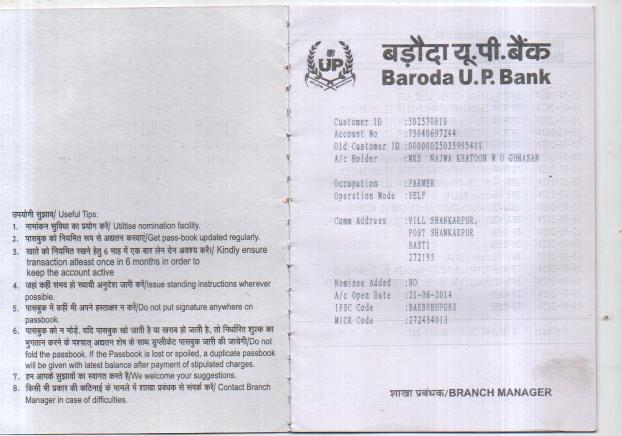 उपयोगी सुझाव/ Useful Tips:
1. नामांकन सुविधा का प्रयोग करें/ Utiltise nomination facility.
2. पासबुक को नियमित रूप से अद्यतन करवाएं/Get pass-book updated regularly.
3. खाते को नियमित रखने हेतु 6 माह में एक बार लेन देन अवश्य करें/ Kindly ensure
transaction atleast once in 6 months in order to
keep the account active
4. जहां कहीं संभव हो स्थायी अनुदेश जारी करें/Issue standing instructions wherever
possible.
5. पासबुक में कहीं भी अपने हस्ताक्षर न करें/Do not put signature anywhere on
passbook.
6. पासबुक को न मोड़ें. यदि पासबुक खो जाती है या खराब हो जाती है, तो निर्धारित शुल्क का
भुगतान करने के पश्चात् अद्यतन शेष के साथ डुप्लीकेट पासबुक जारी की जायेगी/Do not
fold the passbook. If the Passbook is lost or spoiled, a duplicate passbook
will be given with latest balance after payment of stipulated charges.
7. हम आपके सुझावों का स्वागत करते हैं/We welcome your suggestions.
8. किसी भी प्रकार की कठिनाई के मामले में शाखा प्रबंधक से संपर्क करें/ Contact Branch
Manager in case of difficulties.
UP
बड़ौदा यू.पी. बैंक
Baroda U.P. Bank
Customer ID :502570810
Account No :75040697244
Old Customer ID :00000025035995411
A/c Holder :MRS NAJMA KHATOON W O GUHASAN
Occupation :FARMER
Operation Mode :SELF
Comm Address :VILL SHANKARPUR,
POST SHANKARPUR
BASTI
272195
Nominee Added :NO
A/c Open Date :21-06-2014
IFSC Code :BARB0BUPGBX
MICR Code :272454013
शाखा प्रबंधक/BRANCH MANAGER